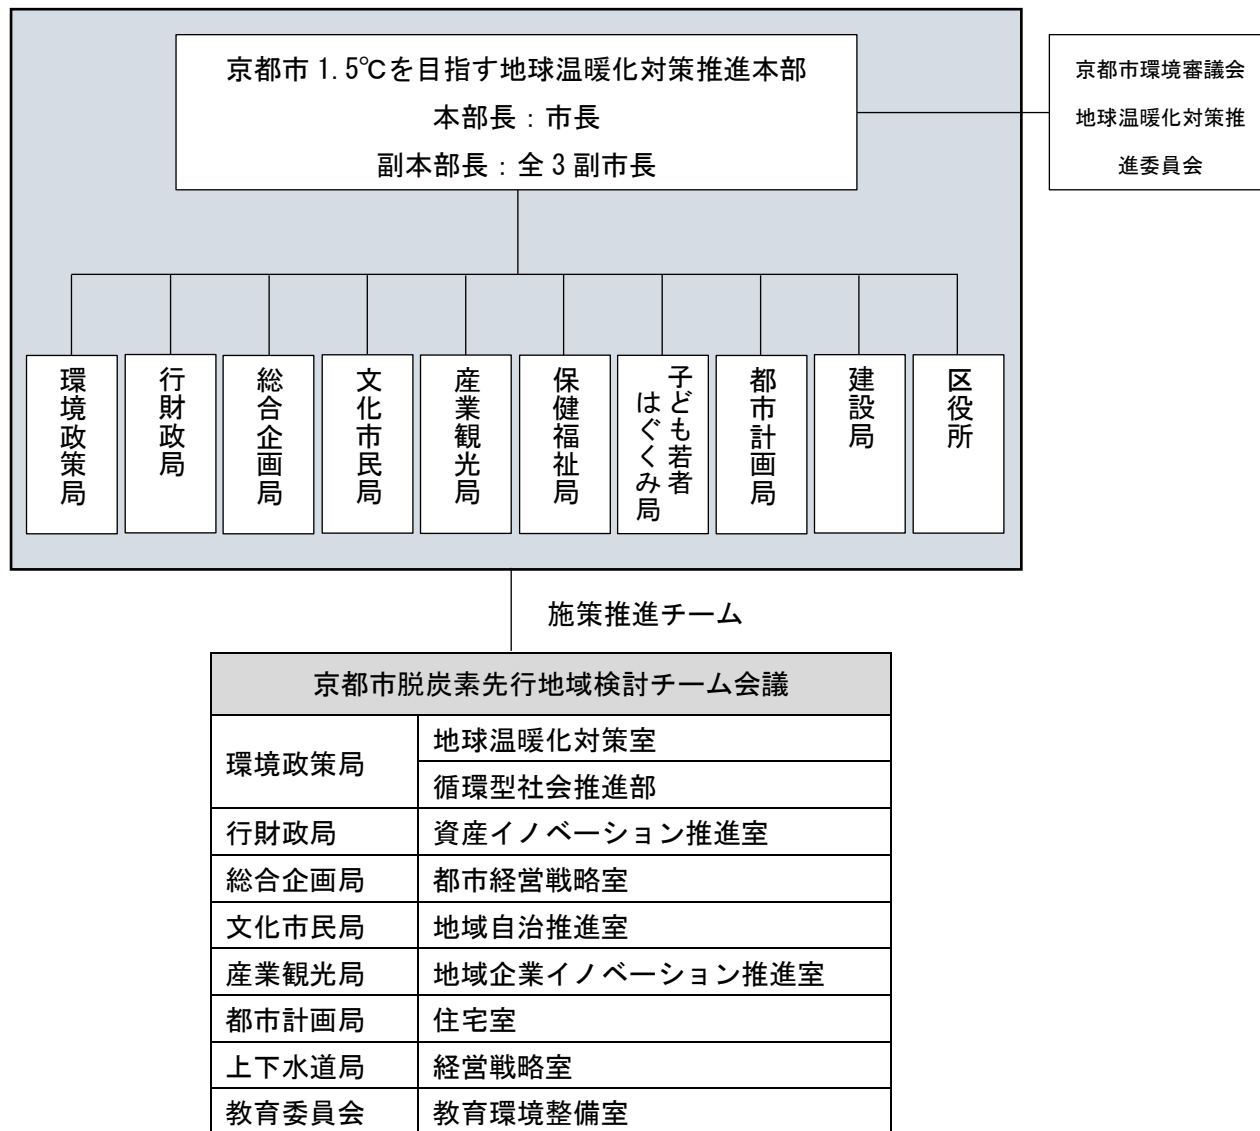 京都市 1.5℃を目指す地球温暖化対策推進本部
本部長：市長
副本部長：全 3 副市長
京都市環境審議会
地球温暖化対策推
進委員会
環境政策局
行財政局
総合企画局
文化市民局
産業観光局
保健福祉局
子ども若者
はぐくみ局
都市計画局
建設局
区役所
施策推進チーム
京都市脱炭素先行地域検討チーム会議
環境政策局
地球温暖化対策室
循環型社会推進部
行財政局 資産イノベーション推進室
総合企画局 都市経営戦略室
文化市民局 地域自治推進室
産業観光局 地域企業イノベーション推進室
都市計画局 住宅室
上下水道局 経営戦略室
教育委員会 教育環境整備室